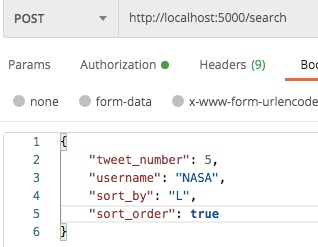 POST http://localhost:5000/search
Params Authorization Headers (9)
none form-data x-www-form-urlencode
1 {
2 "tweet_number": 5,
3 "username": "NASA",
4 "sort_by": "L",
5 "sort_order": true
6 }